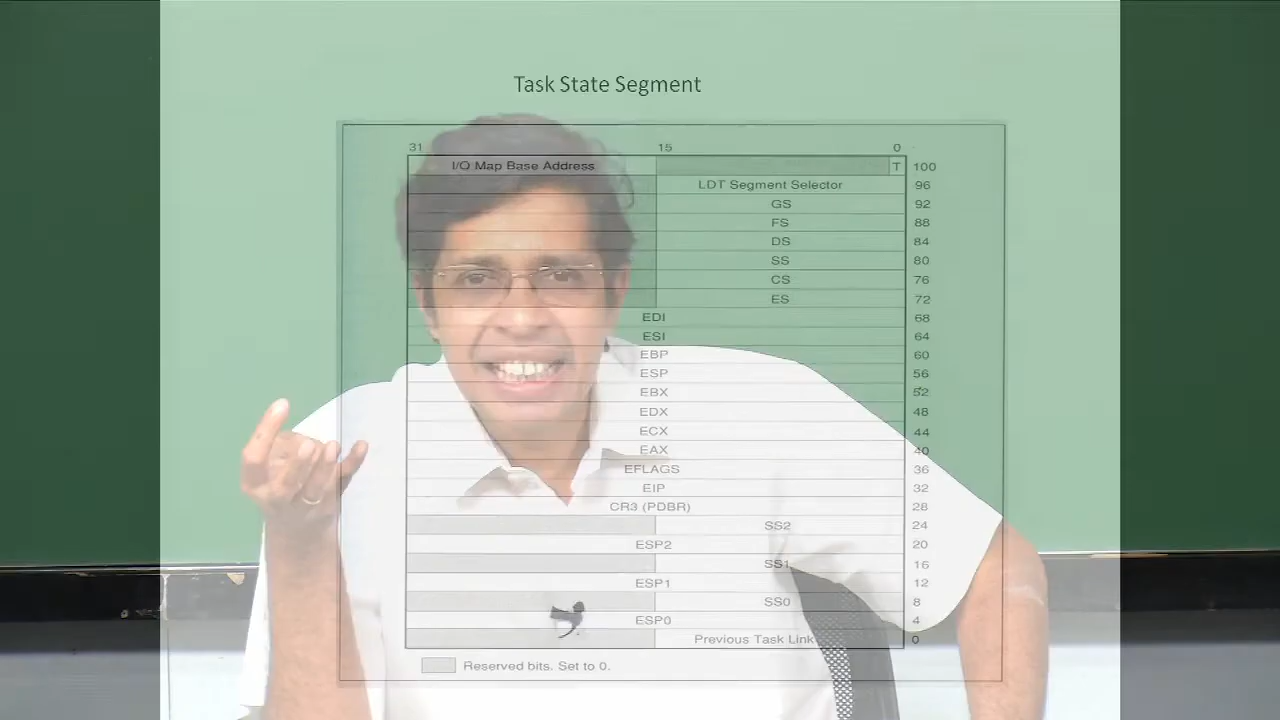 Task State Segment
31 15 0
I/O Map Base Address T 100
LDT Segment Selector 96
GS 92
FS 88
DS 84
SS 80
CS 76
ES 72
EDI 68
ESI 64
EBP 60
ESP 56
EBX 52
EDX 48
ECX 44
EAX 40
EFLAGS 36
EIP 32
CR3 (PDBR) 28
SS2 24
ESP2 20
SS1 16
ESP1 12
SS0 8
ESP0 4
Previous Task Link 0
Reserved bits. Set to 0.